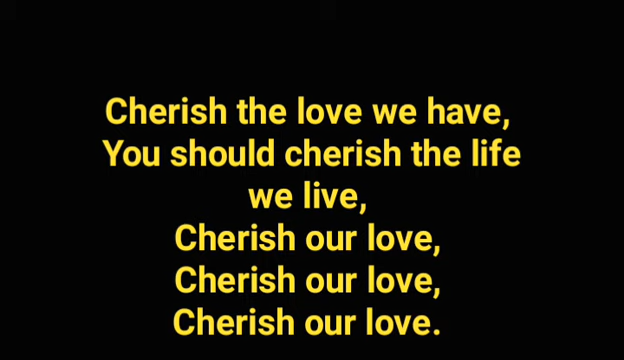 Cherish the love we have,
You should cherish the life
we live,
Cherish our love,
Cherish our love,
Cherish our love.